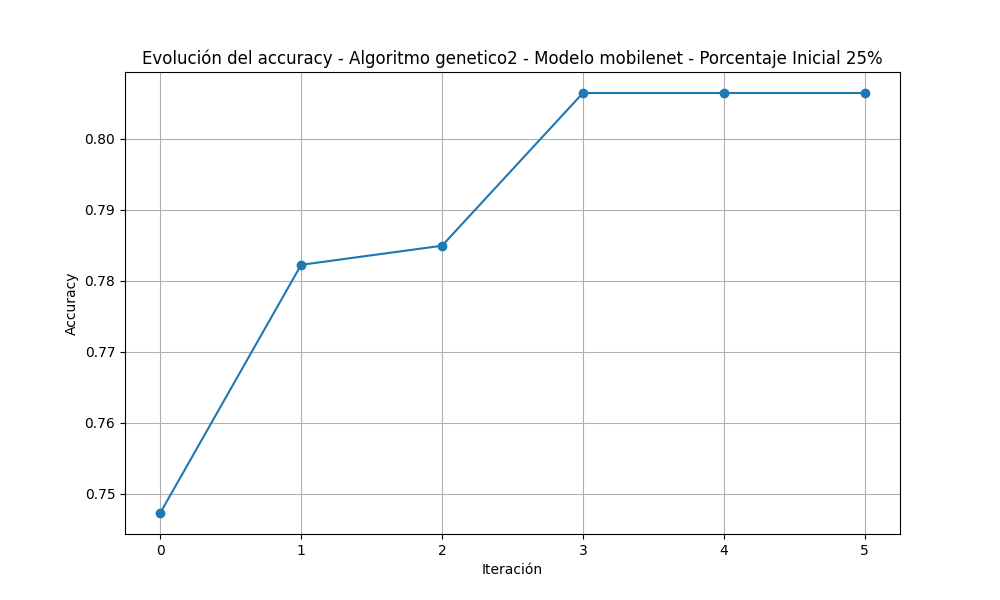 Evolución del accuracy - Algoritmo genetico2 - Modelo mobilenet - Porcentaje Inicial 25%
0.80
0.79
0.78
0.77
0.76
0.75
Accuracy
0 1 2 3 4 5
Iteración